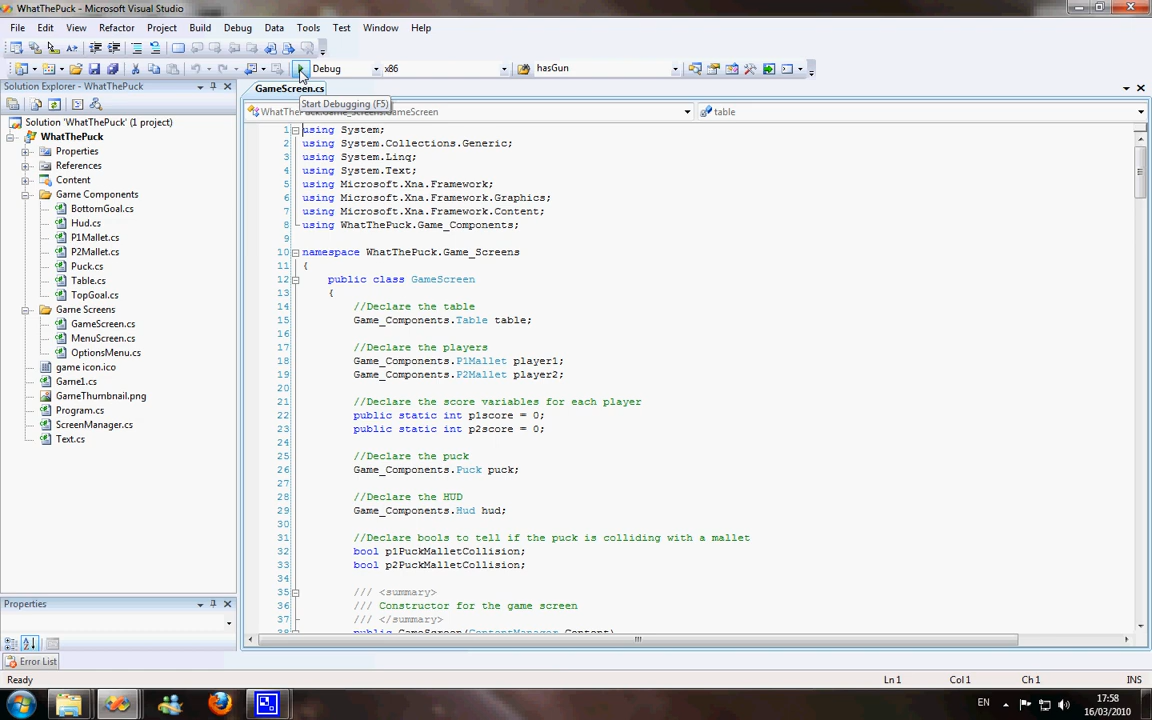 WhatThePuck - Microsoft Visual Studio
File Edit View Refactor Project Build Debug Data Tools Test Window Help
Debug x86 hasGun
Solution Explorer - WhatThePuck
GameScreen.cs
Start Debugging (F5)
table
Solution 'WhatThePuck' (1 project)
WhatThePuck
Properties
References
Content
Game Components
BottomGoal.cs
Hud.cs
P1Mallet.cs
P2Mallet.cs
Puck.cs
Table.cs
TopGoal.cs
Game Screens
GameScreen.cs
MenuScreen.cs
OptionsMenu.cs
game icon.ico
Game1.cs
GameThumbnail.png
Program.cs
ScreenManager.cs
Text.cs
Properties
1 using System;
2 using System.Collections.Generic;
3 using System.Linq;
4 using System.Text;
5 using Microsoft.Xna.Framework;
6 using Microsoft.Xna.Framework.Graphics;
7 using Microsoft.Xna.Framework.Content;
8 using WhatThePuck.Game_Components;
9
10 namespace WhatThePuck.Game_Screens
11 {
12 public class GameScreen
13 {
14 //Declare the table
15 Game_Components.Table table;
16
17 //Declare the players
18 Game_Components.P1Mallet player1;
19 Game_Components.P2Mallet player2;
20
21 //Declare the score variables for each player
22 public static int p1score = 0;
23 public static int p2score = 0;
24
25 //Declare the puck
26 Game_Components.Puck puck;
27
28 //Declare the HUD
29 Game_Components.Hud hud;
30
31 //Declare bools to tell if the puck is colliding with a mallet
32 bool p1PuckMalletCollision;
33 bool p2PuckMalletCollision;
34
35 /// <summary>
36 /// Constructor for the game screen
37 /// </summary>
38 public GameScreen(ContentManager Content)
Error List
Ready Ln 1 Col 1 Ch 1 INS
EN 17:58
16/03/2010